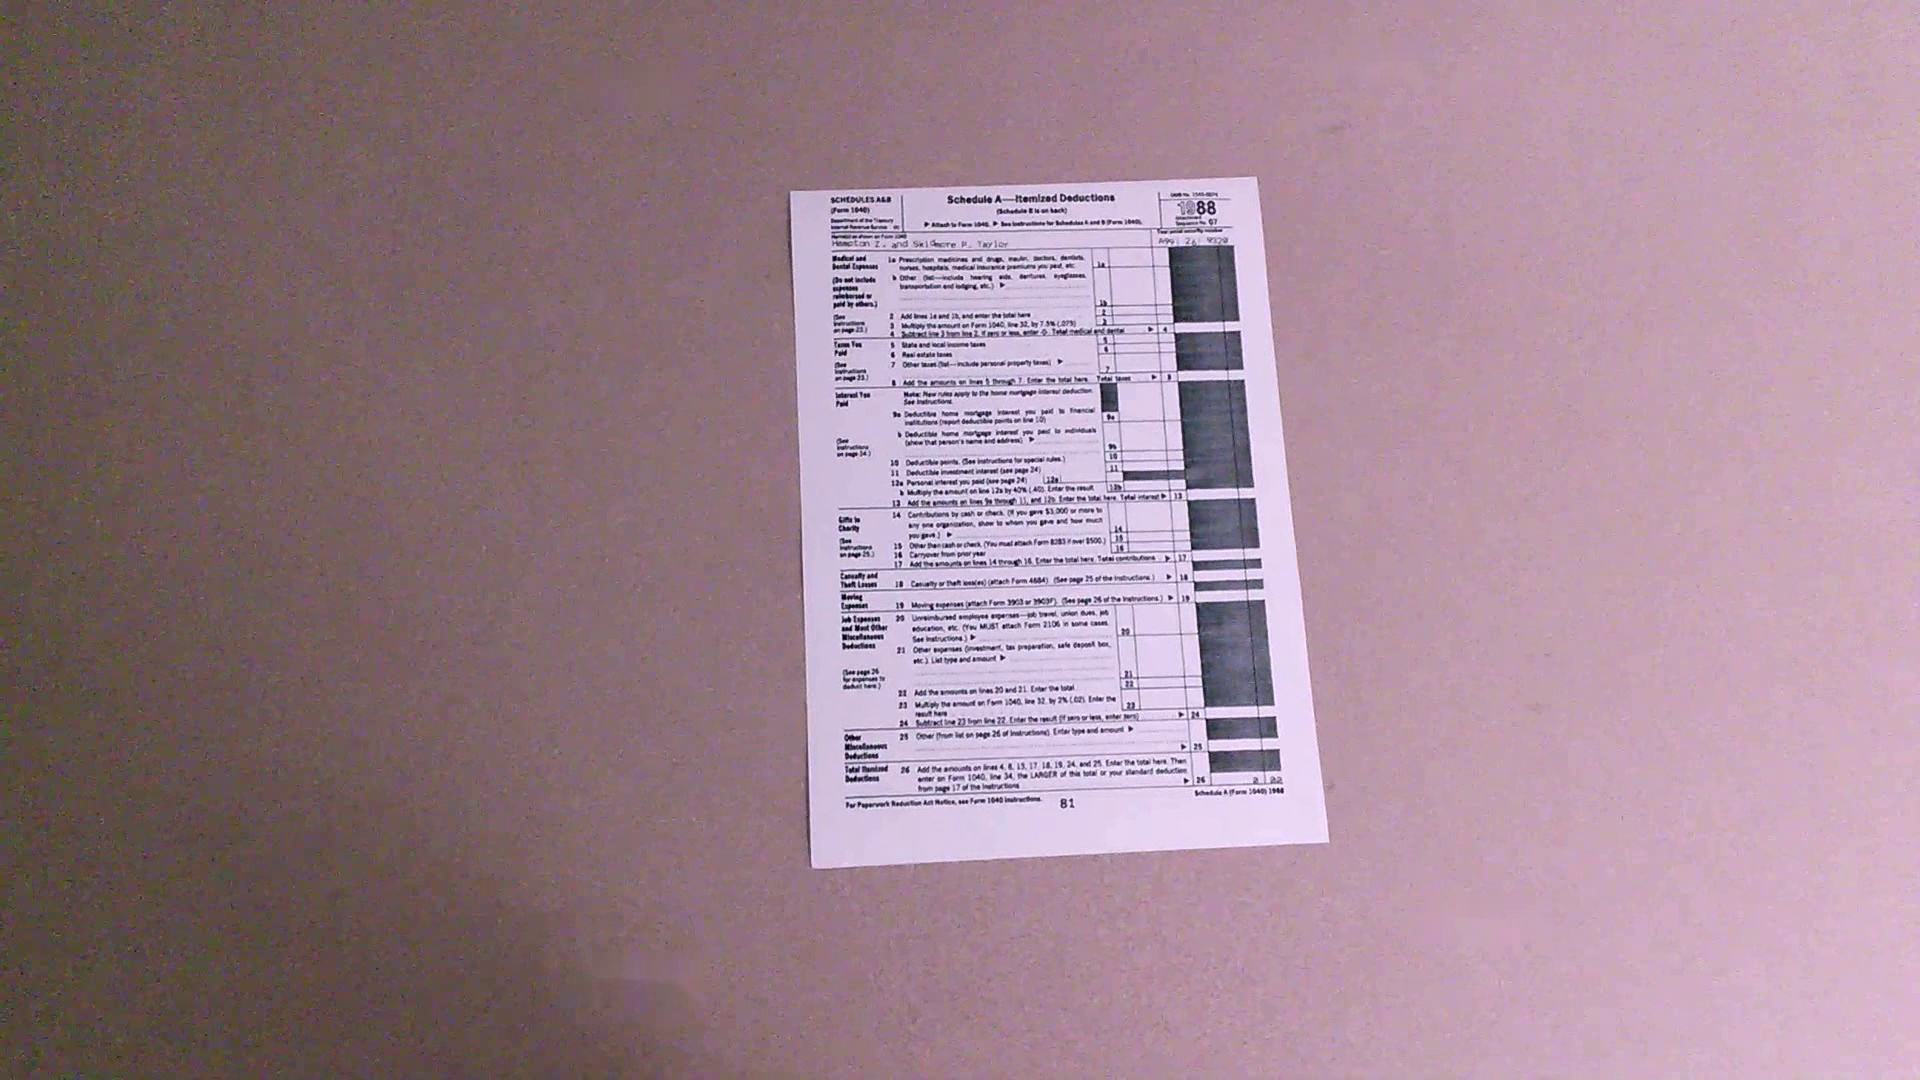 SCHEDULES A&B
(Form 1040)
Department of the Treasury
Internal Revenue Service
Schedule A—Itemized Deductions
(Schedule B is on back)
▶ Attach to Form 1040. ▶ See Instructions for Schedules A and B (Form 1040).
OMB No. 1545-0074
1988
Attachment
Sequence No. 07
Name(s) as shown on Form 1040
Your social security number
Z. and Skidmore P. Taylor
Medical and
Dental Expenses
(Do not include
expenses
reimbursed or
paid by others.)
(See
Instructions
on page 23.)
1a Prescription medicines and drugs, insulin, doctors, dentists,
nurses, hospitals, medical insurance premiums you paid, etc. 1a
b Other (list—include hearing aids, dentures, eyeglasses,
transportation and lodging, etc.) ▶
1b
2 Add lines 1a and 1b, and enter the total here 2
3 Multiply the amount on Form 1040, line 32, by 7.5% (.075) 3
4 Subtract line 3 from line 2. If zero or less, enter -0-. Total medical and dental ▶ 4
Taxes You
Paid
(See
Instructions
on page 23.)
5 State and local income taxes 5
6 Real estate taxes 6
7 Other taxes (list—include personal property taxes) ▶
7
8 Add the amounts on lines 5 through 7. Enter the total here. Total taxes ▶ 8
Interest You
Paid
(See
Instructions
on page 24.)
Note: New rules apply to the home mortgage interest deduction.
See Instructions.
9a Deductible home mortgage interest you paid to financial
institutions (report deductible points on line 10) 9a
b Deductible home mortgage interest you paid to individuals
(show that person's name and address) ▶
9b
10 Deductible points. (See Instructions for special rules.) 10
11 Deductible investment interest (see page 24) 11
12a Personal interest you paid (see page 24) 12a
b Multiply the amount on line 12a by 40% (.40). Enter the result 12b
13 Add the amounts on lines 9a through 11, and 12b. Enter the total here. Total interest ▶ 13
Gifts to
Charity
(See
Instructions
on page 25.)
14 Contributions by cash or check. (If you gave $3,000 or more to
any one organization, show to whom you gave and how much
you gave.) ▶ 14
15 Other than cash or check. (You must attach Form 8283 if over $500.) 15
16 Carryover from prior year 16
17 Add the amounts on lines 14 through 16. Enter the total here. Total contributions ▶ 17
Casualty and
Theft Losses
18 Casualty or theft loss(es) (attach Form 4684). (See page 25 of the Instructions.) ▶ 18
Moving
Expenses
19 Moving expenses (attach Form 3903 or 3903F). (See page 26 of the Instructions.) ▶ 19
Job Expenses
and Most Other
Miscellaneous
Deductions
(See page 26
for expenses to
deduct here.)
20 Unreimbursed employee expenses—job travel, union dues, job
education, etc. (You MUST attach Form 2106 in some cases.
See Instructions.) ▶ 20
21 Other expenses (investment, tax preparation, safe deposit box,
etc.). List type and amount ▶
21
22 Add the amounts on lines 20 and 21. Enter the total 22
23 Multiply the amount on Form 1040, line 32, by 2% (.02). Enter the
result here 23
24 Subtract line 23 from line 22. Enter the result (if zero or less, enter zero) ▶ 24
Other
Miscellaneous
Deductions
25 Other (from list on page 26 of Instructions). Enter type and amount ▶
▶ 25
Total Itemized
Deductions
26 Add the amounts on lines 4, 8, 13, 17, 18, 19, 24, and 25. Enter the total here. Then
enter on Form 1040, line 34, the LARGER of this total or your standard deduction
from page 17 of the Instructions ▶ 26
For Paperwork Reduction Act Notice, see Form 1040 Instructions.
81
Schedule A (Form 1040) 1988